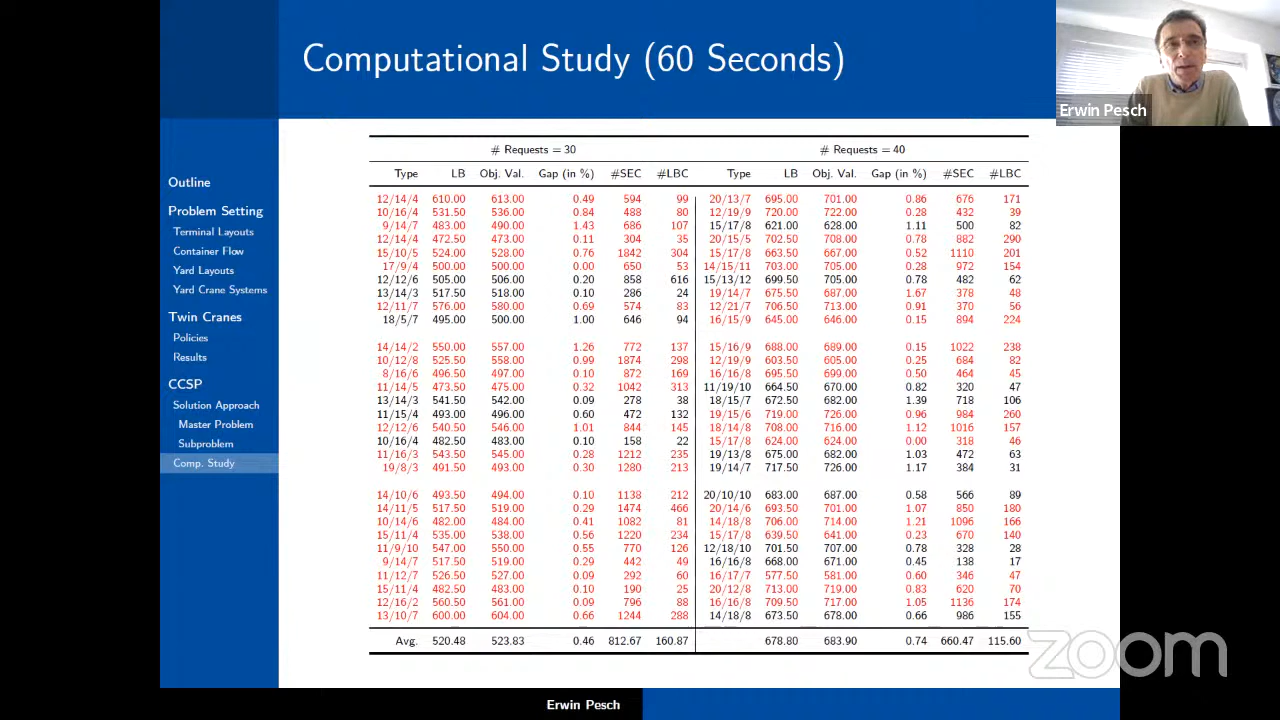 Computational Study (60 Seconds)
Erwin Pesch
Outline
Problem Setting
Terminal Layouts
Container Flow
Yard Layouts
Yard Crane Systems
Twin Cranes
Policies
Results
CCSP
Solution Approach
Master Problem
Subproblem
Comp. Study
# Requests = 30 # Requests = 40
Type LB Obj. Val. Gap (in %) #SEC #LBC Type LB Obj. Val. Gap (in %) #SEC #LBC
12/14/4 610.00 613.00 0.49 594 99 20/13/7 695.00 701.00 0.86 676 171
10/16/4 531.50 536.00 0.84 488 80 12/19/9 720.00 722.00 0.28 432 39
9/14/7 483.00 490.00 1.43 686 107 15/17/8 621.00 628.00 1.11 500 82
12/14/4 472.50 473.00 0.11 304 35 20/15/5 702.50 708.00 0.78 882 290
15/10/5 524.00 528.00 0.76 1842 304 15/17/8 663.50 667.00 0.52 1110 201
17/9/4 500.00 500.00 0.00 650 53 14/15/11 703.00 705.00 0.28 972 154
12/12/6 505.00 506.00 0.20 858 616 15/13/12 699.50 705.00 0.78 482 62
13/14/3 517.50 518.00 0.10 286 24 19/14/7 675.50 687.00 1.67 378 48
12/11/7 576.00 580.00 0.69 574 83 12/21/7 706.50 713.00 0.91 370 56
18/5/7 495.00 500.00 1.00 646 94 16/15/9 645.00 646.00 0.15 894 224
14/14/2 550.00 557.00 1.26 772 137 15/16/9 688.00 689.00 0.15 1022 238
10/12/8 525.50 558.00 0.99 1874 298 12/19/9 603.50 605.00 0.25 684 82
8/16/6 496.50 497.00 0.10 872 169 16/16/8 695.50 699.00 0.50 464 45
11/14/5 473.50 475.00 0.32 1042 313 11/19/10 664.50 670.00 0.82 320 47
13/14/3 541.50 542.00 0.09 278 38 18/15/7 672.50 682.00 1.39 718 106
11/15/4 493.00 496.00 0.60 472 132 19/15/6 719.00 726.00 0.96 984 260
12/12/6 540.50 546.00 1.01 844 145 18/14/8 708.00 716.00 1.12 1016 157
10/16/4 482.50 483.00 0.10 158 22 15/17/8 624.00 624.00 0.00 318 46
11/16/3 543.50 545.00 0.28 1212 235 19/13/8 675.00 682.00 1.03 472 63
19/8/3 491.50 493.00 0.30 1280 213 19/14/7 717.50 726.00 1.17 384 31
14/10/6 493.50 494.00 0.10 1138 212 20/10/10 683.00 687.00 0.58 566 89
14/11/5 517.50 519.00 0.29 1474 466 20/14/6 693.50 701.00 1.07 850 180
10/14/6 482.00 484.00 0.41 1082 81 14/18/8 706.00 714.00 1.21 1096 166
15/11/4 535.00 538.00 0.56 1220 234 15/17/8 639.50 641.00 0.23 670 140
11/9/10 547.00 550.00 0.55 770 126 12/18/10 701.50 707.00 0.78 328 28
9/14/7 517.50 519.00 0.29 442 49 16/16/8 668.00 671.00 0.45 138 17
11/12/7 526.50 527.00 0.09 292 60 16/17/7 577.50 581.00 0.60 346 47
15/11/4 482.50 483.00 0.10 190 25 20/12/8 713.00 719.00 0.83 620 70
12/16/2 560.50 561.00 0.09 796 88 16/16/8 709.50 717.00 1.05 1136 174
13/10/7 600.00 604.00 0.66 1244 288 14/18/8 673.50 678.00 0.66 986 155
Avg. 520.48 523.83 0.46 812.67 160.87 678.80 683.90 0.74 660.47 115.60
zoom
Erwin Pesch